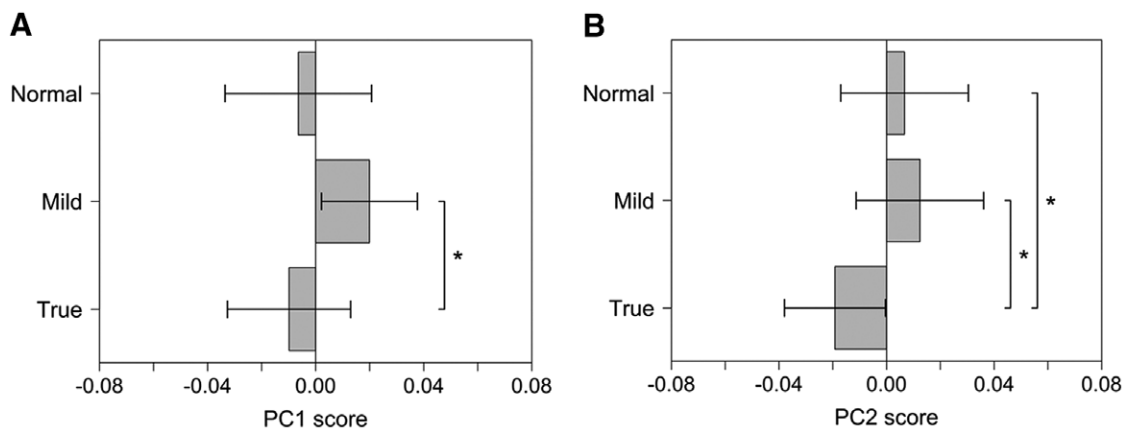 A
Normal
Mild
True
*
-0.08 -0.04 0.00 0.04 0.08
PC1 score
B
Normal
Mild
True
*
*
-0.08 -0.04 0.00 0.04 0.08
PC2 score